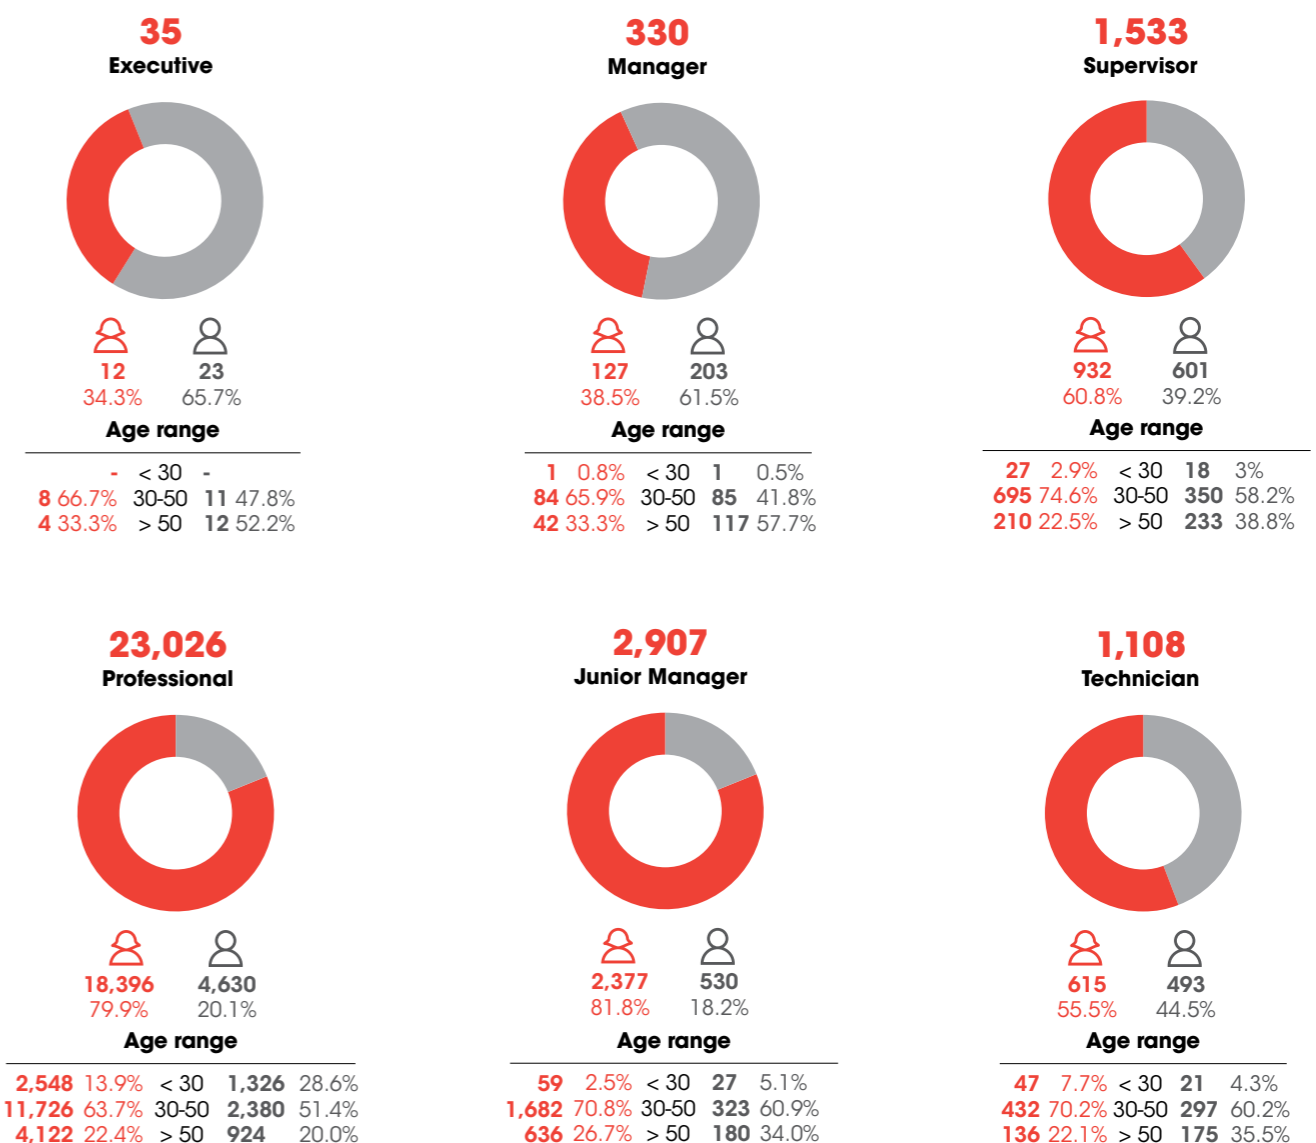 35
Executive
12 23
34.3% 65.7%
Age range
- < 30 -
8 66.7% 30-50 11 47.8%
4 33.3% > 50 12 52.2%
330
Manager
127 203
38.5% 61.5%
Age range
1 0.8% < 30 1 0.5%
84 65.9% 30-50 85 41.8%
42 33.3% > 50 117 57.7%
1,533
Supervisor
932 601
60.8% 39.2%
Age range
27 2.9% < 30 18 3%
695 74.6% 30-50 350 58.2%
210 22.5% > 50 233 38.8%
23,026
Professional
18,396 4,630
79.9% 20.1%
Age range
2,548 13.9% < 30 1,326 28.6%
11,726 63.7% 30-50 2,380 51.4%
4,122 22.4% > 50 924 20.0%
2,907
Junior Manager
2,377 530
81.8% 18.2%
Age range
59 2.5% < 30 27 5.1%
1,682 70.8% 30-50 323 60.9%
636 26.7% > 50 180 34.0%
1,108
Technician
615 493
55.5% 44.5%
Age range
47 7.7% < 30 21 4.3%
432 70.2% 30-50 297 60.2%
136 22.1% > 50 175 35.5%